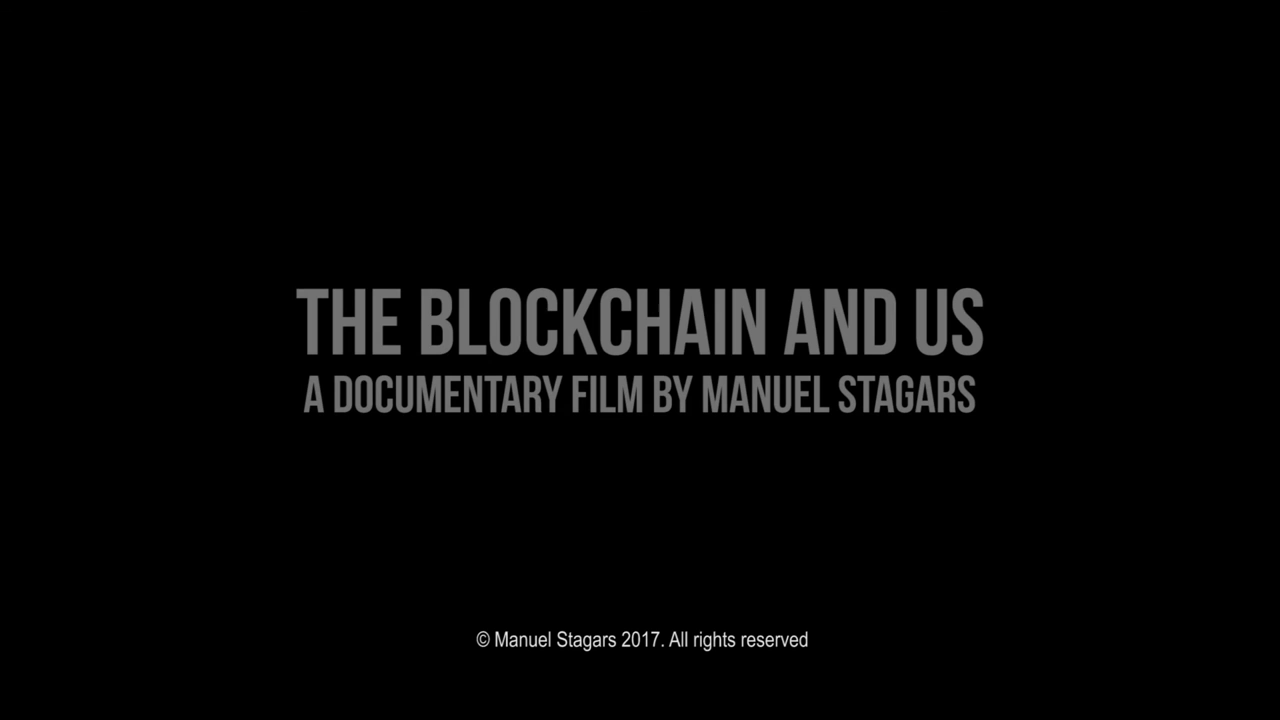 THE BLOCKCHAIN AND US
A DOCUMENTARY FILM BY MANUEL STAGARS
© Manuel Stagars 2017. All rights reserved